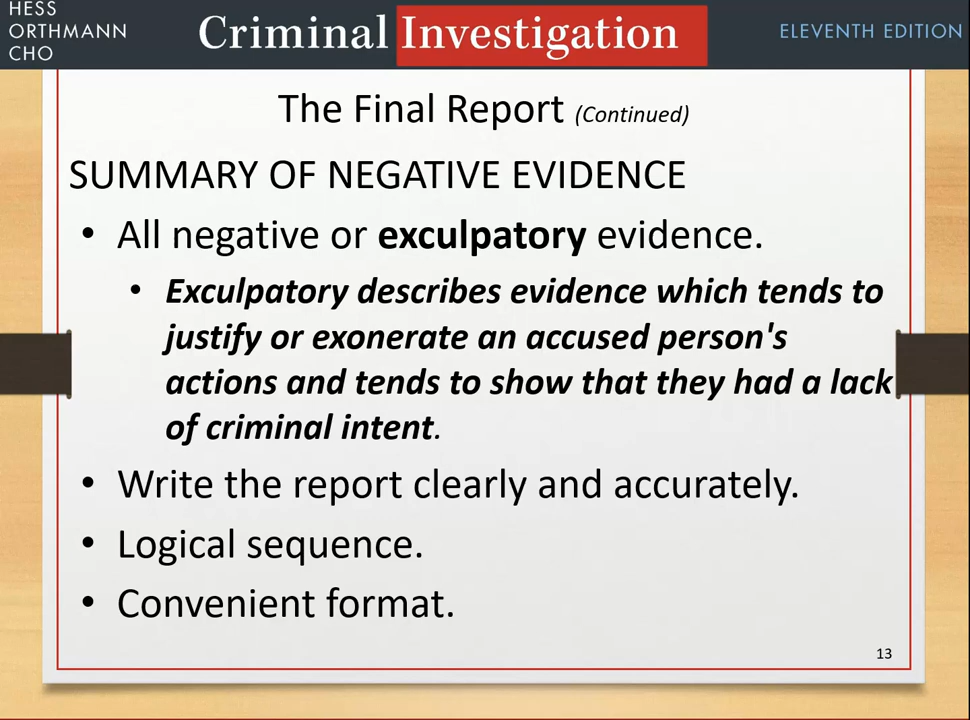 HESS
ORTHMANN
CHO
Criminal Investigation
ELEVENTH EDITION
The Final Report (Continued)
SUMMARY OF NEGATIVE EVIDENCE
• All negative or exculpatory evidence.
• Exculpatory describes evidence which tends to
justify or exonerate an accused person's
actions and tends to show that they had a lack
of criminal intent.
• Write the report clearly and accurately.
• Logical sequence.
• Convenient format.
13